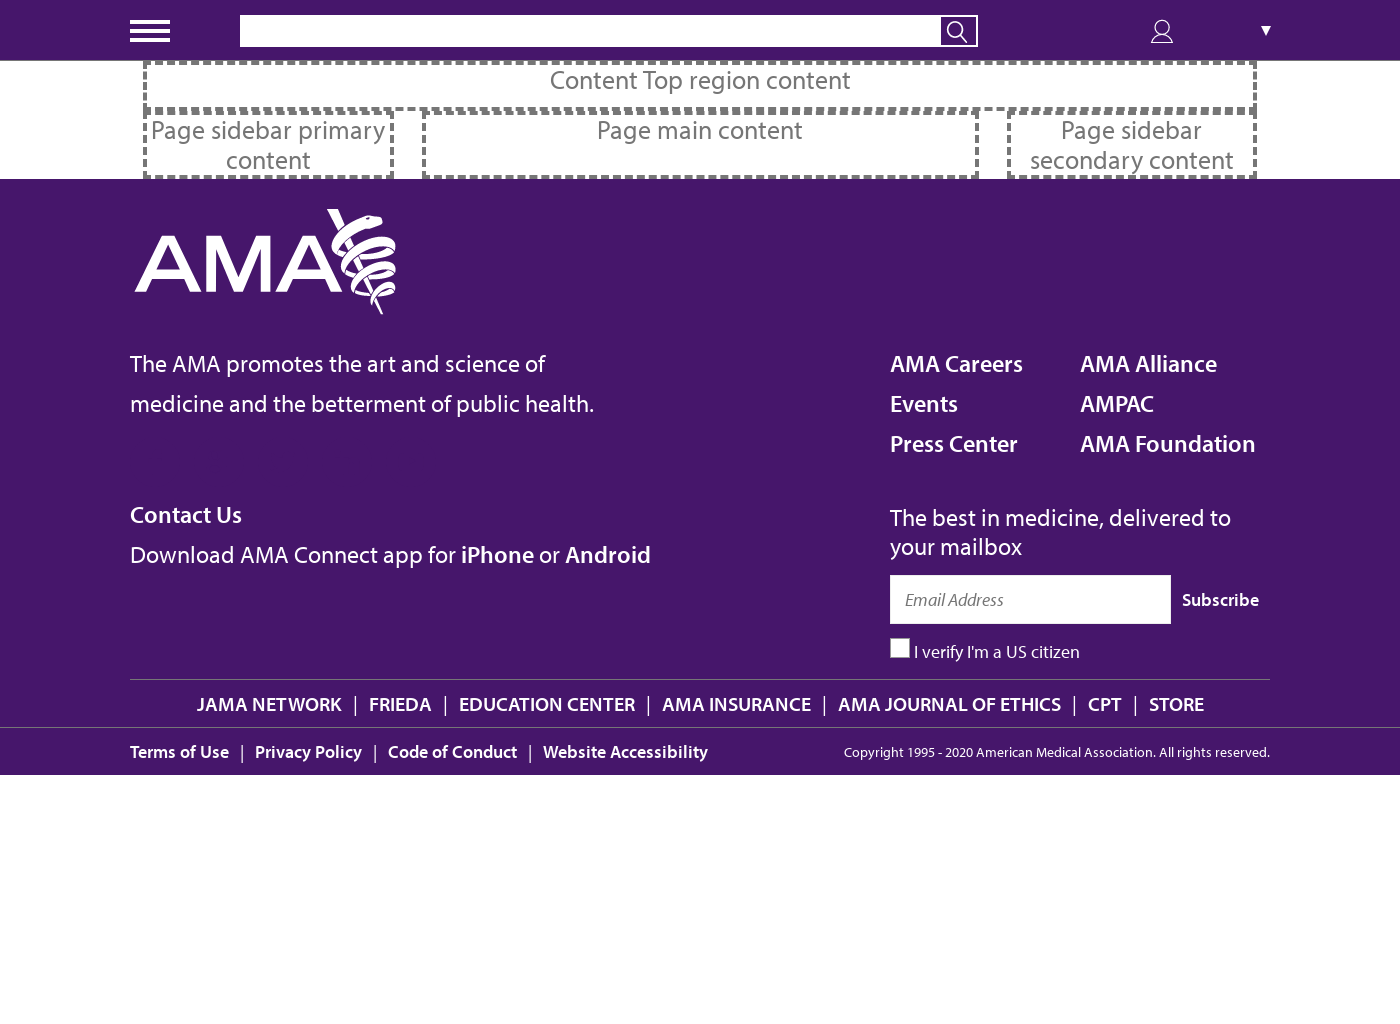 Content Top region content
Page sidebar primary
content
Page main content
Page sidebar
secondary content
AMA
The AMA promotes the art and science of
medicine and the betterment of public health.
AMA Careers
Events
Press Center
AMA Alliance
AMPAC
AMA Foundation
Contact Us
Download AMA Connect app for iPhone or Android
The best in medicine, delivered to
your mailbox
Email Address
Subscribe
I verify I'm a US citizen
JAMA NETWORK | FRIEDA | EDUCATION CENTER | AMA INSURANCE | AMA JOURNAL OF ETHICS | CPT | STORE
Terms of Use | Privacy Policy | Code of Conduct | Website Accessibility
Copyright 1995 - 2020 American Medical Association. All rights reserved.